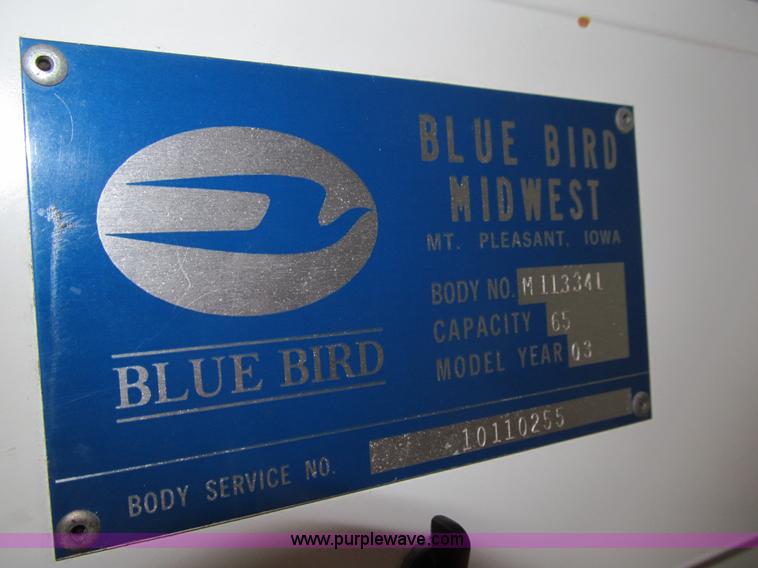 BLUE BIRD
MIDWEST
MT. PLEASANT, IOWA
BODY NO. M113341
CAPACITY 65
MODEL YEAR 03
BLUE BIRD
BODY SERVICE NO. 10110255
www.purplewave.com